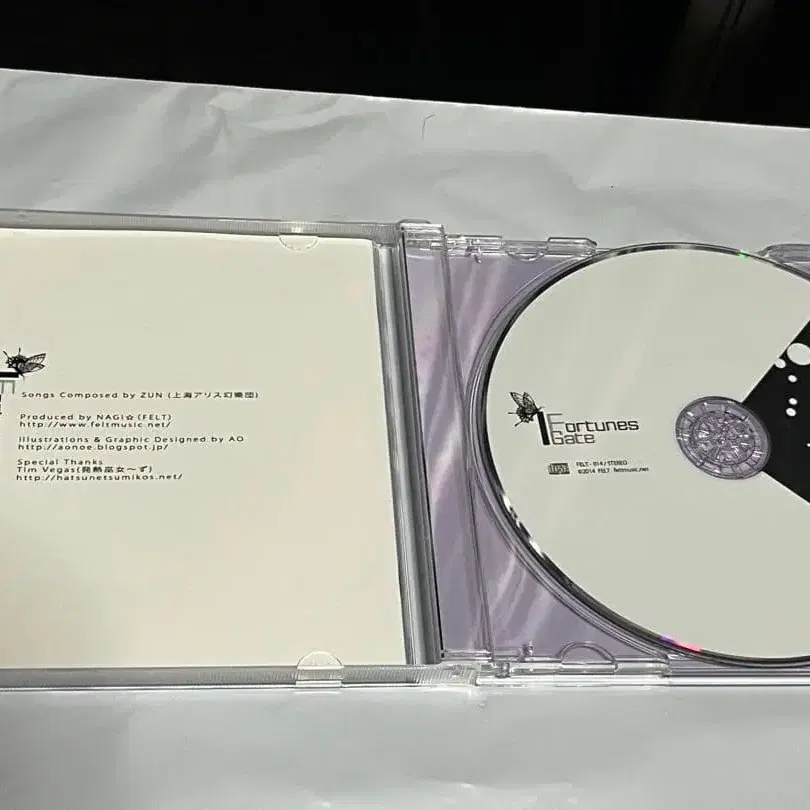 Songs Composed by ZUN (上海アリス幻樂団)
Produced by NAGI☆(FELT)
http://www.feltmusic.net/
Illustrations & Graphic Designed by AO
http://aonoe.blogspot.jp/
Special Thanks
Tim Vegas(発熱巫女～ず)
http://hatsunetsumikos.net/
Fortunes
Gate
FELT-014/STEREO
©2014 FELT feltmusic.net